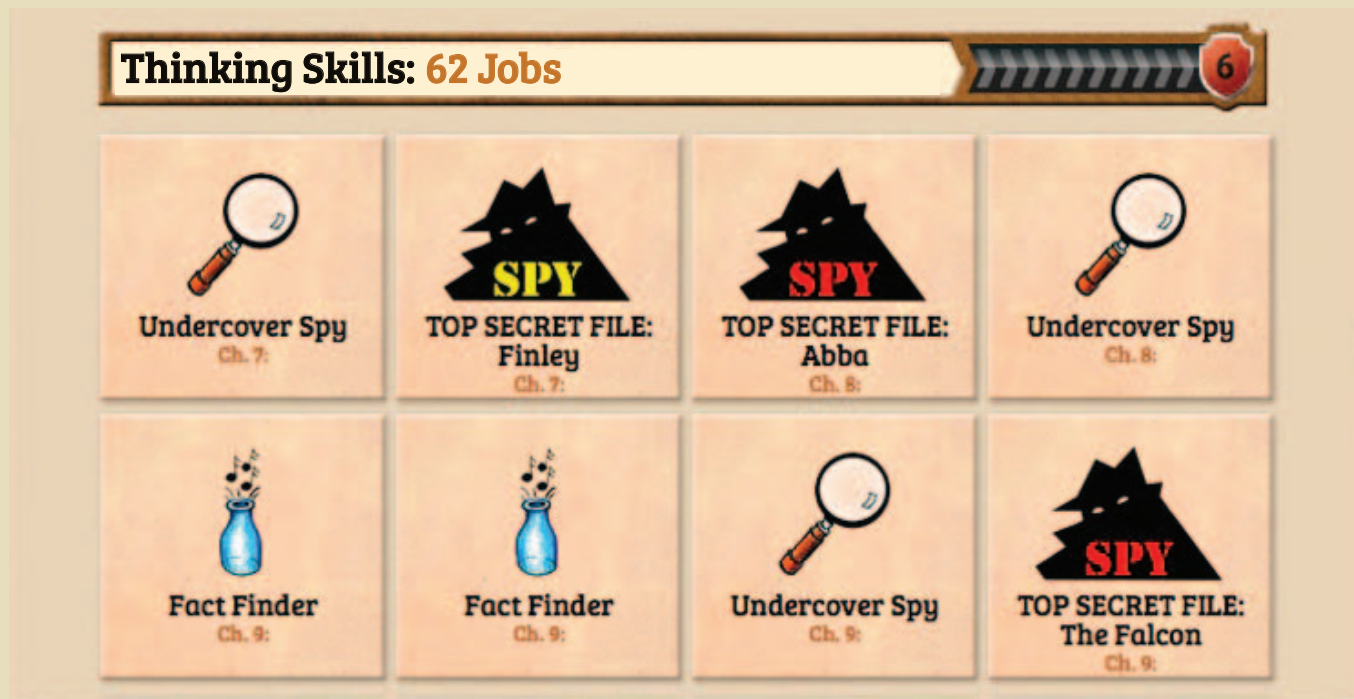 Thinking Skills: 62 Jobs
6
Undercover Spy
Ch. 7:
SPY
TOP SECRET FILE:
Finley
Ch. 7:
SPY
TOP SECRET FILE:
Abba
Ch. 8:
Undercover Spy
Ch. 8:
Fact Finder
Ch. 9:
Fact Finder
Ch. 9:
Undercover Spy
Ch. 9:
SPY
TOP SECRET FILE:
The Falcon
Ch. 9: